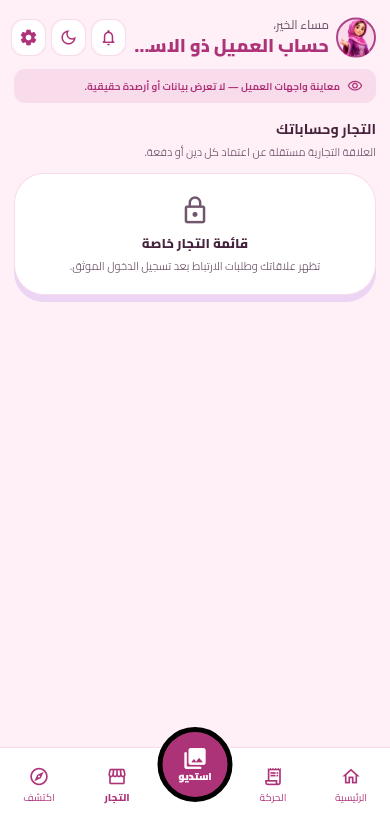 مساء الخير،
حساب العميل ذو الاسـ...
معاينة واجهات العميل — لا تعرض بيانات أو أرصدة حقيقية.
التجار وحساباتك
العلاقة التجارية مستقلة عن اعتماد كل دين أو دفعة.
قائمة التجار خاصة
تظهر علاقاتك وطلبات الارتباط بعد تسجيل الدخول الموثق.
الرئيسية
الحركة
استديو
التجار
اكتشف